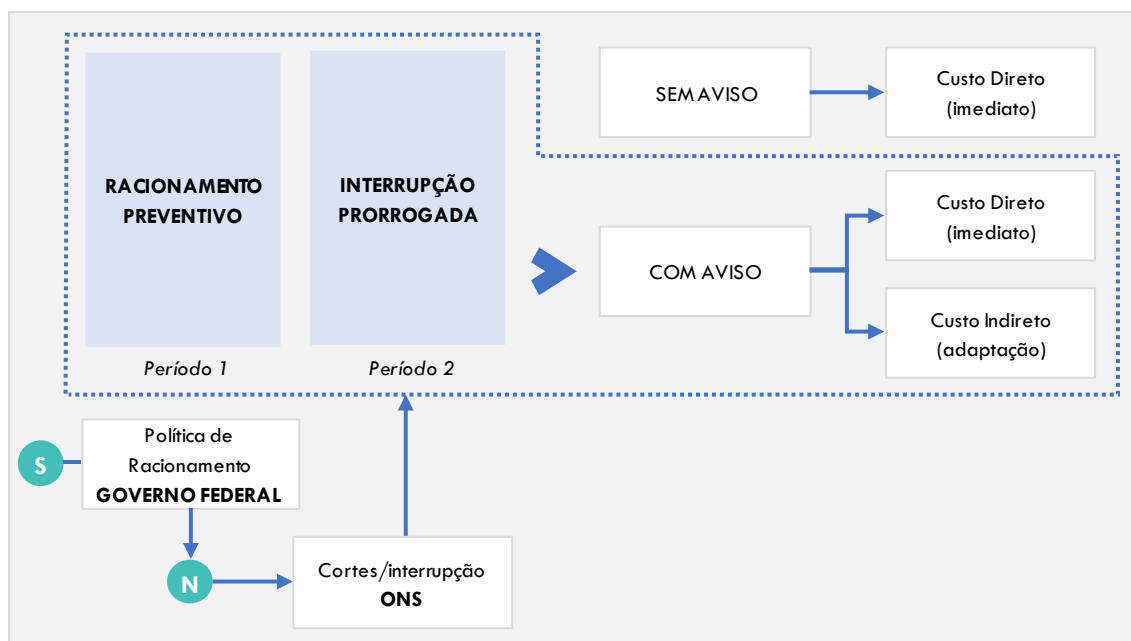 RACIONAMENTO
PREVENTIVO
Período 1
INTERRUPÇÃO
PRORROGADA
Período 2
SEM AVISO
Custo Direto
(imediato)
COM AVISO
Custo Direto
(imediato)
Custo Indireto
(adaptação)
S
Política de
Racionamento
GOVERNO FEDERAL
N
Cortes/interrupção
ONS